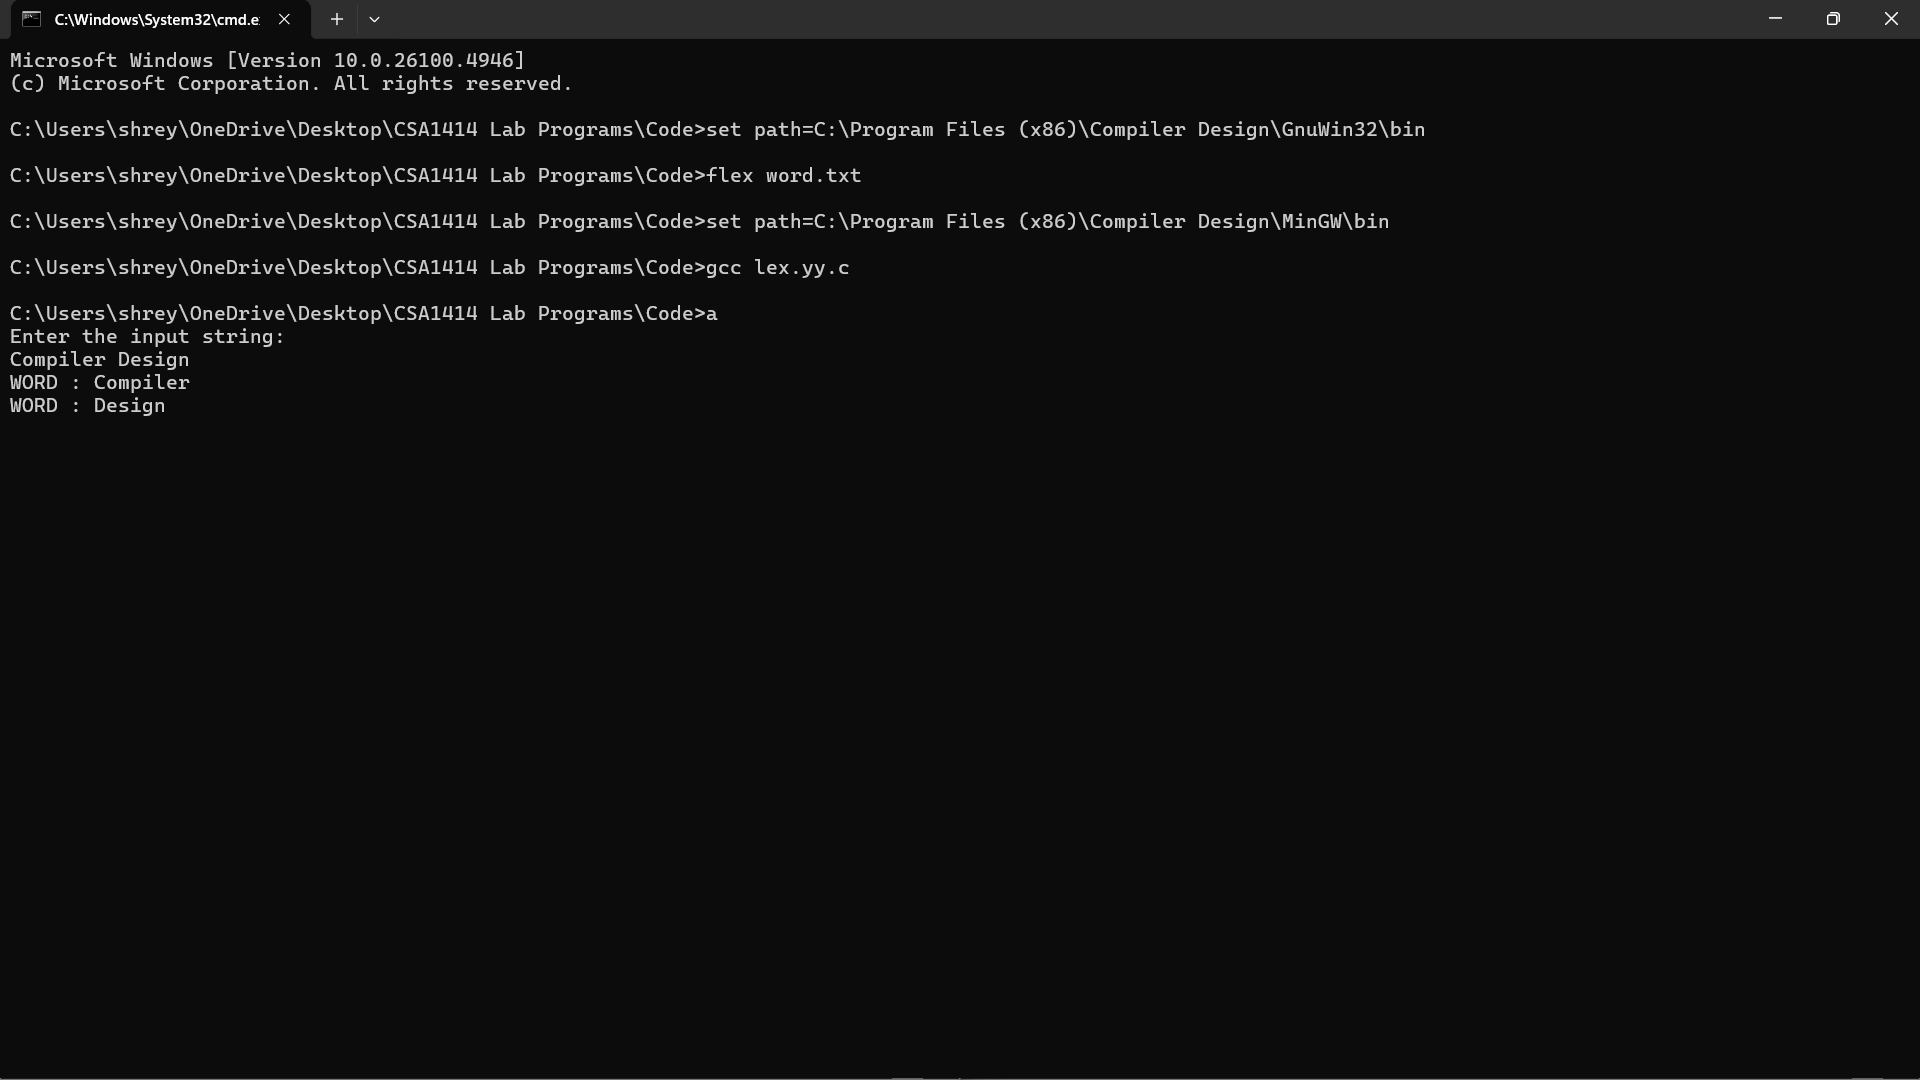 C:\Windows\System32\cmd.e
Microsoft Windows [Version 10.0.26100.4946]
(c) Microsoft Corporation. All rights reserved.
C:\Users\shrey\OneDrive\Desktop\CSA1414 Lab Programs\Code>set path=C:\Program Files (x86)\Compiler Design\GnuWin32\bin
C:\Users\shrey\OneDrive\Desktop\CSA1414 Lab Programs\Code>flex word.txt
C:\Users\shrey\OneDrive\Desktop\CSA1414 Lab Programs\Code>set path=C:\Program Files (x86)\Compiler Design\MinGW\bin
C:\Users\shrey\OneDrive\Desktop\CSA1414 Lab Programs\Code>gcc lex.yy.c
C:\Users\shrey\OneDrive\Desktop\CSA1414 Lab Programs\Code>a
Enter the input string:
Compiler Design
WORD : Compiler
WORD : Design